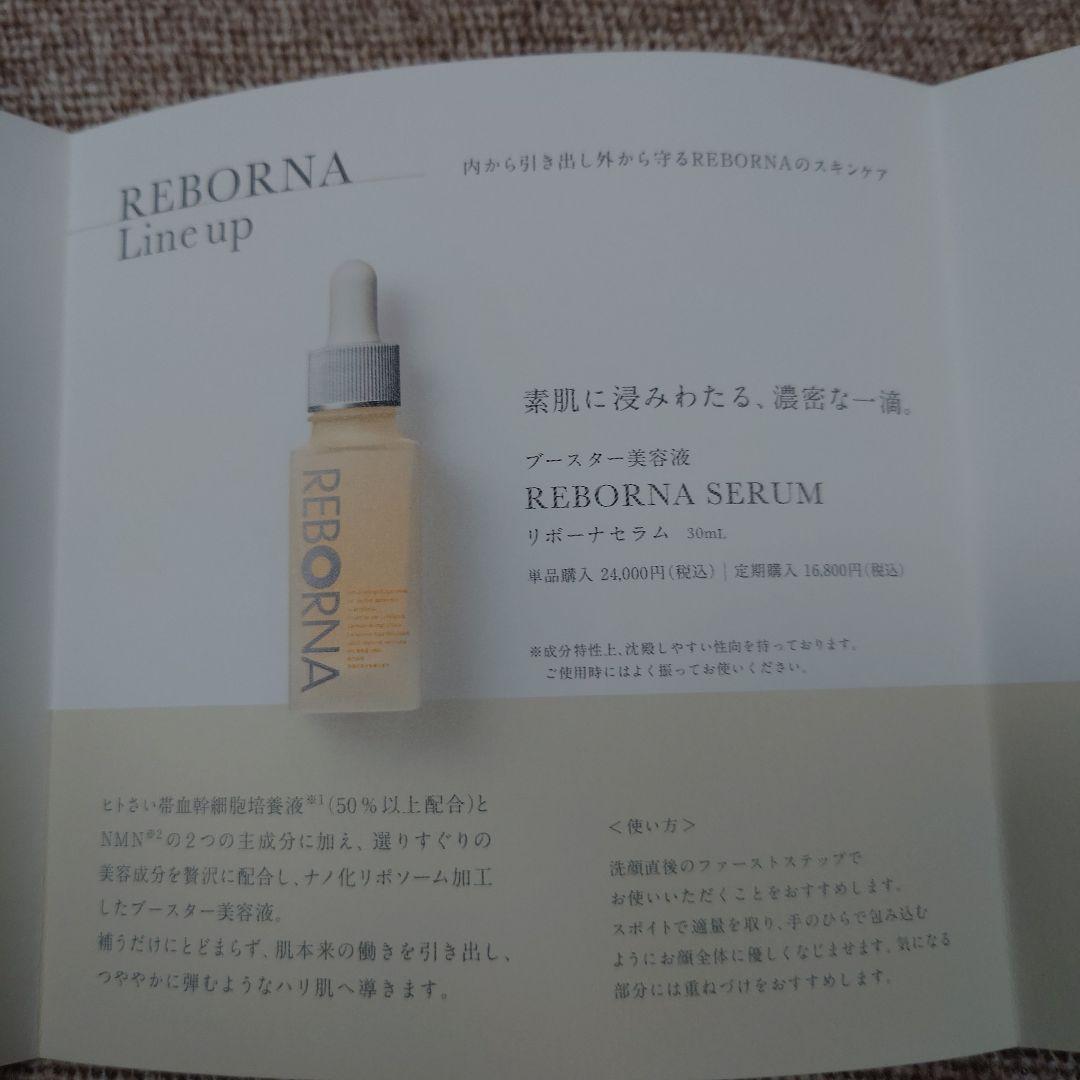 REBORNA
Line up
内から引き出し外から守るREBORNAのスキンケア
REBORNA
素肌に浸みわたる、濃密な一滴。
ブースター美容液
REBORNA SERUM
リボーナセラム 30mL
単品購入 24,000円(税込)|定期購入 16,800円(税込)
※成分特性上、沈殿しやすい性向を持っております。
ご使用時にはよく振ってお使いください。
ヒトさい帯血幹細胞培養液※1(50%以上配合)と
NMN※2の2つの主成分に加え、選りすぐりの
美容成分を贅沢に配合し、ナノ化リポソーム加工
したブースター美容液。
補うだけにとどまらず、肌本来の働きを引き出し、
つややかに弾むようなハリ肌へ導きます。
<使い方>
洗顔直後のファーストステップで
お使いいただくことをおすすめします。
スポイトで適量を取り、手のひらで包み込む
ようにお顔全体に優しくなじませます。気になる
部分には重ねづけをおすすめします。